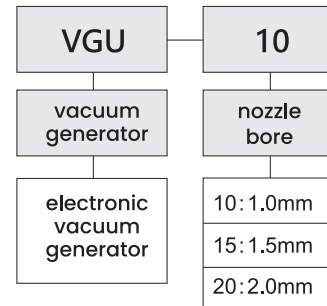 VGU
10
vacuum
generator
nozzle
bore
electronic
vacuum
generator
10:1.0mm
15:1.5mm
20:2.0mm